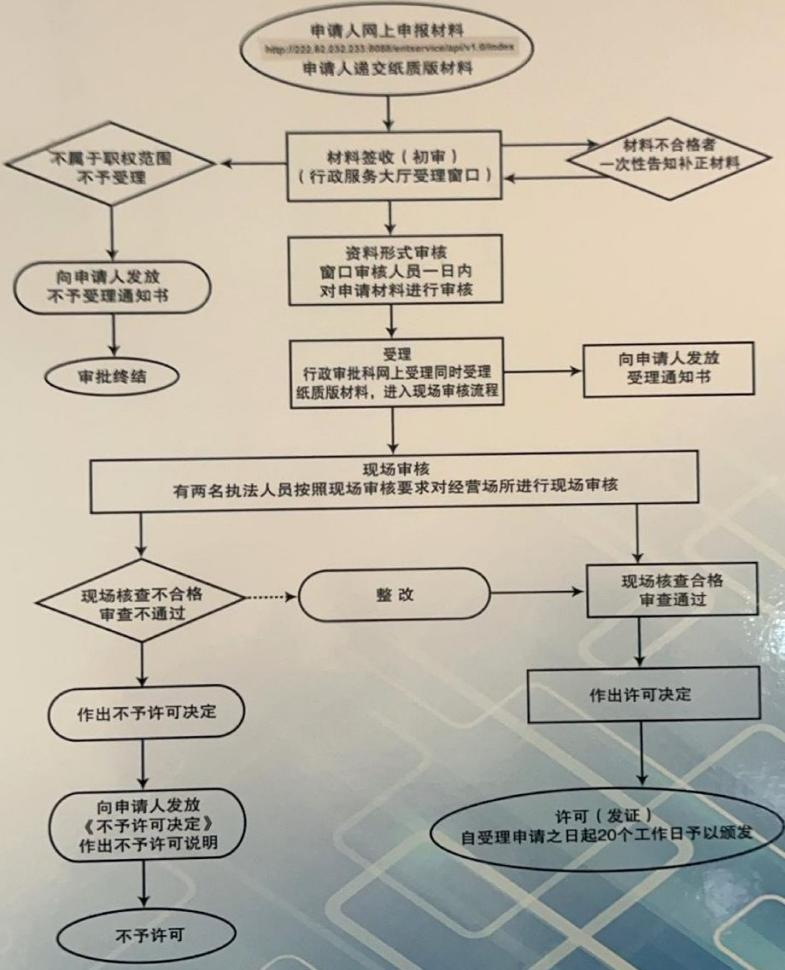 申请人网上申报材料
http://222.82.232.233:8088/entservice/api/v1.0/index
申请人递交纸质版材料
不属于职权范围
不予受理
材料签收（初审）
（行政服务大厅受理窗口）
材料不合格者
一次性告知补正材料
向申请人发放
不予受理通知书
资料形式审核
窗口审核人员一日内
对申请材料进行审核
审批终结
受理
行政审批科网上受理同时受理
纸质版材料，进入现场审核流程
向申请人发放
受理通知书
现场审核
有两名执法人员按照现场审核要求对经营场所进行现场审核
现场核查不合格
审查不通过
整改
现场核查合格
审查通过
作出不予许可决定
作出许可决定
向申请人发放
《不予许可决定》
作出不予许可说明
许可（发证）
自受理申请之日起20个工作日予以颁发
不予许可